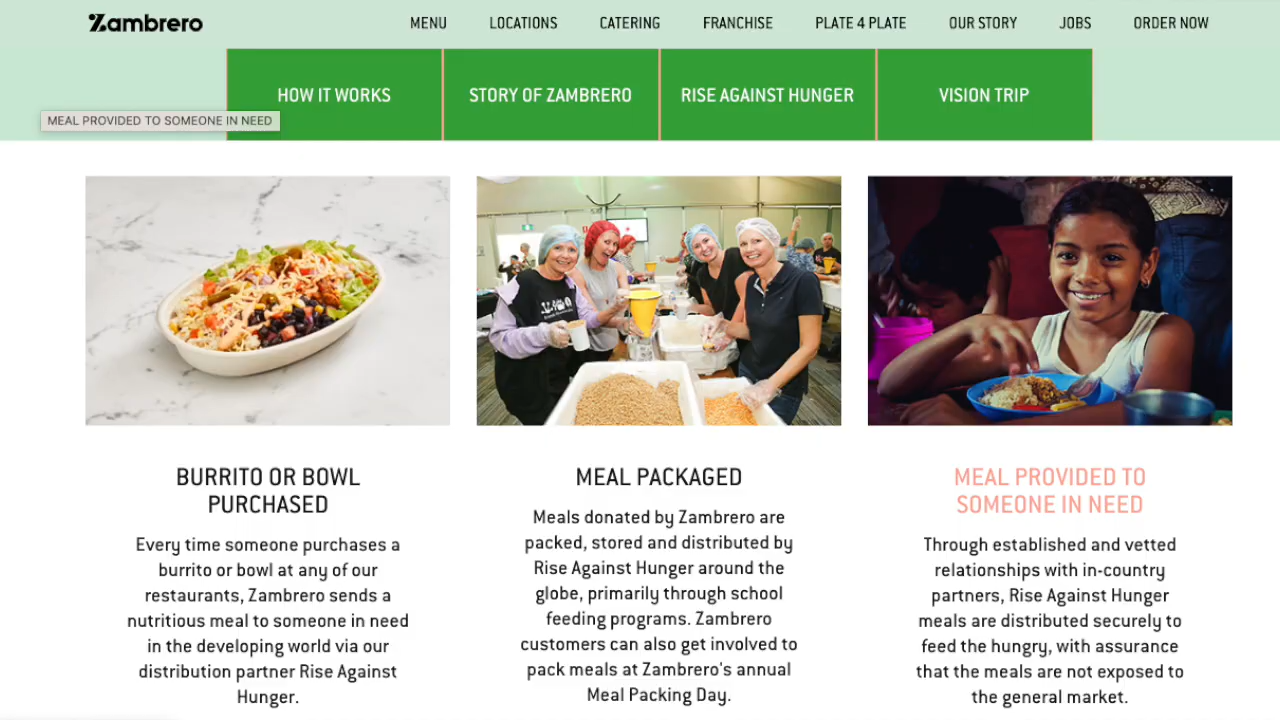 Zambrero
MENU
LOCATIONS
CATERING
FRANCHISE
PLATE 4 PLATE
OUR STORY
JOBS
ORDER NOW
HOW IT WORKS
STORY OF ZAMBRERO
RISE AGAINST HUNGER
VISION TRIP
MEAL PROVIDED TO SOMEONE IN NEED
BURRITO OR BOWL
PURCHASED
Every time someone purchases a
burrito or bowl at any of our
restaurants, Zambrero sends a
nutritious meal to someone in need
in the developing world via our
distribution partner Rise Against
Hunger.
MEAL PACKAGED
Meals donated by Zambrero are
packed, stored and distributed by
Rise Against Hunger around the
globe, primarily through school
feeding programs. Zambrero
customers can also get involved to
pack meals at Zambrero's annual
Meal Packing Day.
MEAL PROVIDED TO
SOMEONE IN NEED
Through established and vetted
relationships with in-country
partners, Rise Against Hunger
meals are distributed securely to
feed the hungry, with assurance
that the meals are not exposed to
the general market.